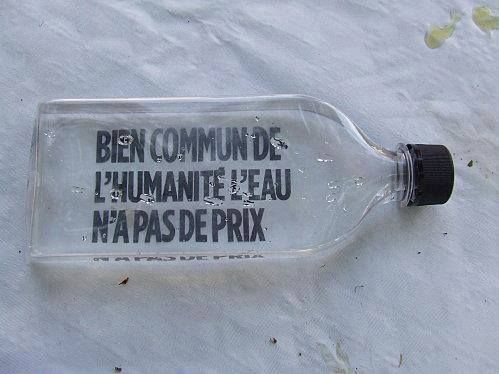 BIEN COMMUN DE
L'HUMANITÉ L'EAU
N'A PAS DE PRIX